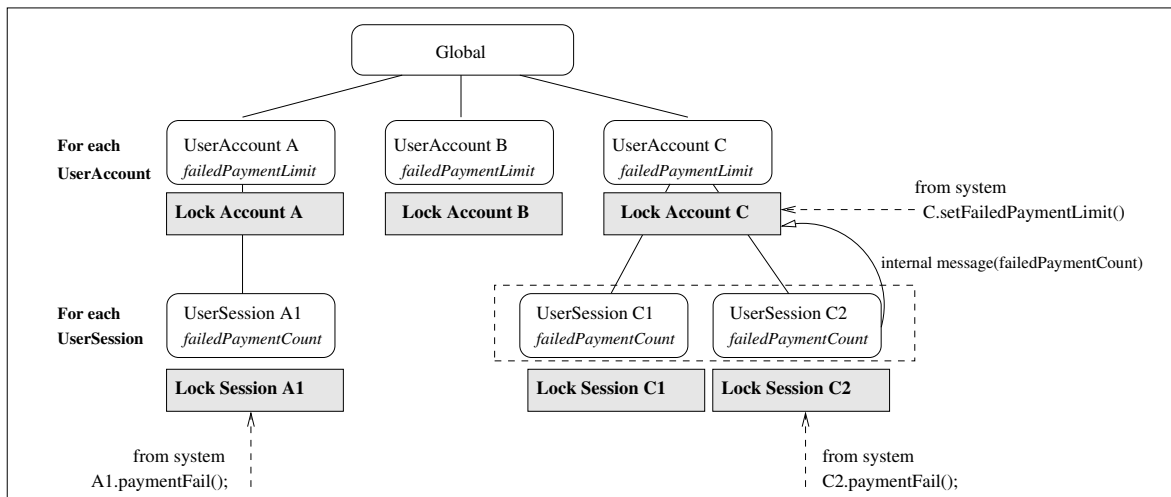 Global
For each
UserAccount
UserAccount A
failedPaymentLimit
Lock Account A
UserAccount B
failedPaymentLimit
Lock Account B
UserAccount C
failedPaymentLimit
Lock Account C
from system
C.setFailedPaymentLimit()
internal message(failedPaymentCount)
For each
UserSession
UserSession A1
failedPaymentCount
Lock Session A1
UserSession C1
failedPaymentCount
Lock Session C1
UserSession C2
failedPaymentCount
Lock Session C2
from system
A1.paymentFail();
from system
C2.paymentFail();